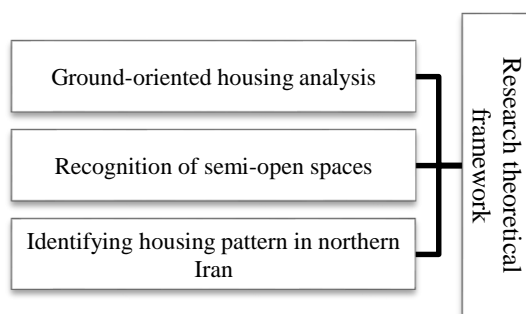 Ground-oriented housing analysis
Recognition of semi-open spaces
Identifying housing pattern in northern
Iran
Research theoretical
framework